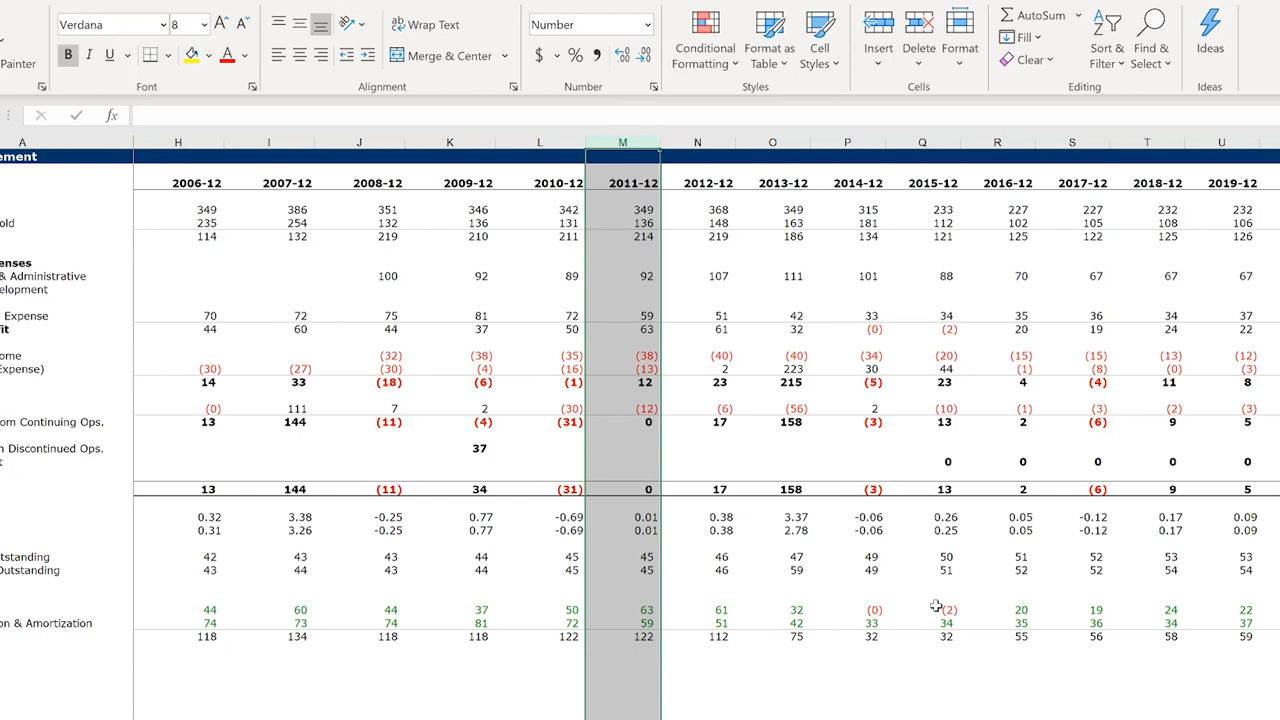 Verdana 8 A A Wrap Text Number AutoSum
Painter B I U A Merge & Center $ % , Conditional Formatting Format as Table Cell Styles Insert Delete Format Fill Clear Sort & Filter Find & Select Ideas
Font Alignment Number Styles Cells Editing Ideas
fx
A H I J K L M N O P Q R S T U
ement
2006-12 2007-12 2008-12 2009-12 2010-12 2011-12 2012-12 2013-12 2014-12 2015-12 2016-12 2017-12 2018-12 2019-12
349 386 351 346 342 349 368 349 315 233 227 227 232 232
old 235 254 132 136 131 136 148 163 181 112 102 105 108 106
114 132 219 210 211 214 219 186 134 121 125 122 125 126
enses
& Administrative 100 92 89 92 107 111 101 88 70 67 67 67
elopment
Expense 70 72 75 81 72 59 51 42 33 34 35 36 34 37
it 44 60 44 37 50 63 61 32 (0) (2) 20 19 24 22
ome (32) (38) (35) (38) (40) (40) (34) (20) (15) (15) (13) (12)
Expense) (30) (27) (30) (4) (16) (13) 2 223 30 44 (1) (8) (0) (3)
14 33 (18) (6) (1) 12 23 215 (5) 23 4 (4) 11 8
(0) 111 7 2 (30) (12) (6) (56) 2 (10) (1) (3) (2) (3)
om Continuing Ops. 13 144 (11) (4) (31) 0 17 158 (3) 13 2 (6) 9 5
n Discontinued Ops. 37
t 0 0 0 0 0
13 144 (11) 34 (31) 0 17 158 (3) 13 2 (6) 9 5
0.32 3.38 -0.25 0.77 -0.69 0.01 0.38 3.37 -0.06 0.26 0.05 -0.12 0.17 0.09
0.31 3.26 -0.25 0.77 -0.69 0.01 0.38 2.78 -0.06 0.25 0.05 -0.12 0.17 0.09
tstanding 42 43 43 44 45 45 46 47 49 50 51 52 53 53
Outstanding 43 44 43 44 45 45 46 59 49 51 52 52 54 54
44 60 44 37 50 63 61 32 (0) (2) 20 19 24 22
n & Amortization 74 73 74 81 72 59 51 42 33 34 35 36 34 37
118 134 118 118 122 122 112 75 32 32 55 56 58 59